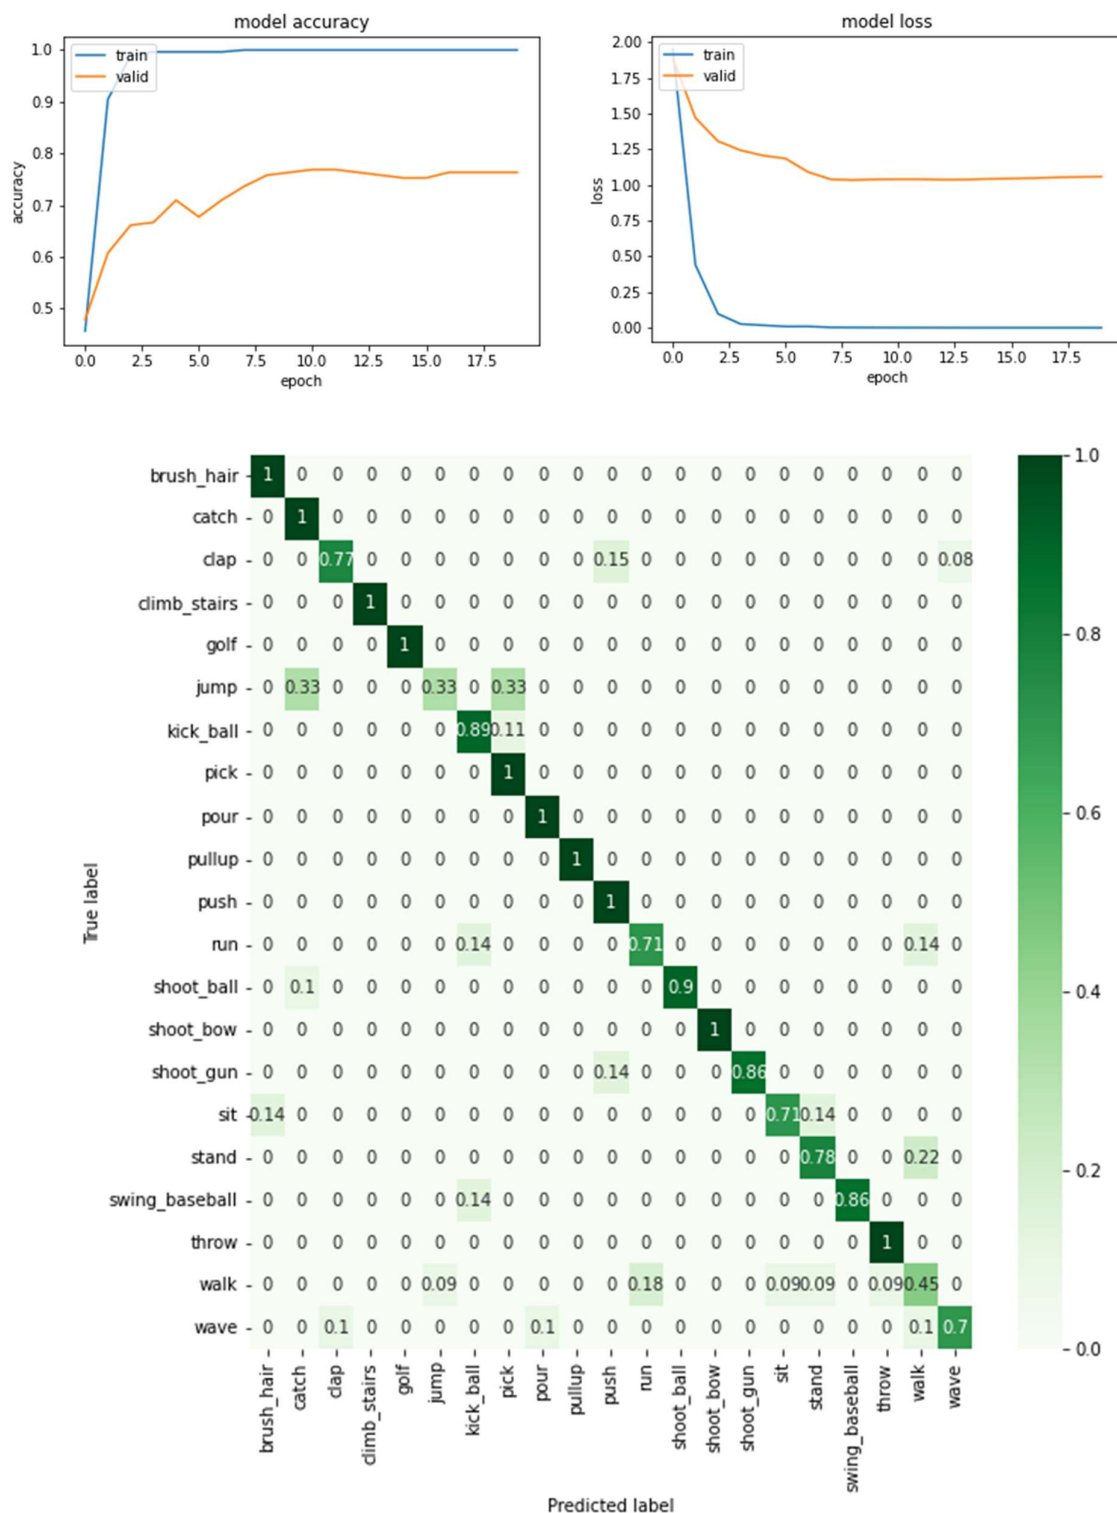 model accuracy
train
valid
1.0
0.9
0.8
0.7
0.6
0.5
accuracy
0.0 2.5 5.0 7.5 10.0 12.5 15.0 17.5
epoch
model loss
train
valid
2.00
1.75
1.50
1.25
1.00
0.75
0.50
0.25
0.00
loss
0.0 2.5 5.0 7.5 10.0 12.5 15.0 17.5
epoch
True label
brush_hair 1 0 0 0 0 0 0 0 0 0 0 0 0 0 0 0 0 0 0 0 0
catch 0 1 0 0 0 0 0 0 0 0 0 0 0 0 0 0 0 0 0 0 0
clap 0 0 0.77 0 0 0 0 0 0 0 0.15 0 0 0 0 0 0 0 0 0 0.08
climb_stairs 0 0 0 1 0 0 0 0 0 0 0 0 0 0 0 0 0 0 0 0 0
golf 0 0 0 0 1 0 0 0 0 0 0 0 0 0 0 0 0 0 0 0 0
jump 0 0.33 0 0 0 0.33 0 0.33 0 0 0 0 0 0 0 0 0 0 0 0 0
kick_ball 0 0 0 0 0 0 0.89 0.11 0 0 0 0 0 0 0 0 0 0 0 0 0
pick 0 0 0 0 0 0 0 1 0 0 0 0 0 0 0 0 0 0 0 0 0
pour 0 0 0 0 0 0 0 0 1 0 0 0 0 0 0 0 0 0 0 0 0
pullup 0 0 0 0 0 0 0 0 0 1 0 0 0 0 0 0 0 0 0 0 0
push 0 0 0 0 0 0 0 0 0 0 1 0 0 0 0 0 0 0 0 0 0
run 0 0 0 0 0 0 0.14 0 0 0 0 0.71 0 0 0 0 0 0 0 0.14 0
shoot_ball 0 0.1 0 0 0 0 0 0 0 0 0 0 0.9 0 0 0 0 0 0 0 0
shoot_bow 0 0 0 0 0 0 0 0 0 0 0 0 0 1 0 0 0 0 0 0 0
shoot_gun 0 0 0 0 0 0 0 0 0 0 0.14 0 0 0 0.86 0 0 0 0 0 0
sit 0.14 0 0 0 0 0 0 0 0 0 0 0 0 0 0 0.71 0.14 0 0 0 0
stand 0 0 0 0 0 0 0 0 0 0 0 0 0 0 0 0 0.78 0 0 0.22 0
swing_baseball 0 0 0 0 0 0 0.14 0 0 0 0 0 0 0 0 0 0 0.86 0 0 0
throw 0 0 0 0 0 0 0 0 0 0 0 0 0 0 0 0 0 0 1 0 0
walk 0 0 0 0 0 0.09 0 0 0 0 0 0.18 0 0 0 0.09 0.09 0 0.09 0.45 0
wave 0 0 0.1 0 0 0 0 0 0.1 0 0 0 0 0 0 0 0 0 0 0.1 0.7
brush_hair catch clap climb_stairs golf jump kick_ball pick pour pullup push run shoot_ball shoot_bow shoot_gun sit stand swing_baseball throw walk wave
Predicted label
1.0
0.8
0.6
0.4
0.2
0.0